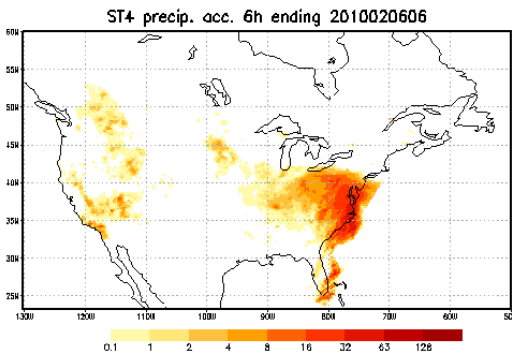 ST4 precip. acc. 6h ending 2010020606
60N
55N
50N
45N
40N
35N
30N
25N
130W 120W 110W 100W 90W 80W 70W 60W 50W
0.1 1 2 4 8 16 32 63 128